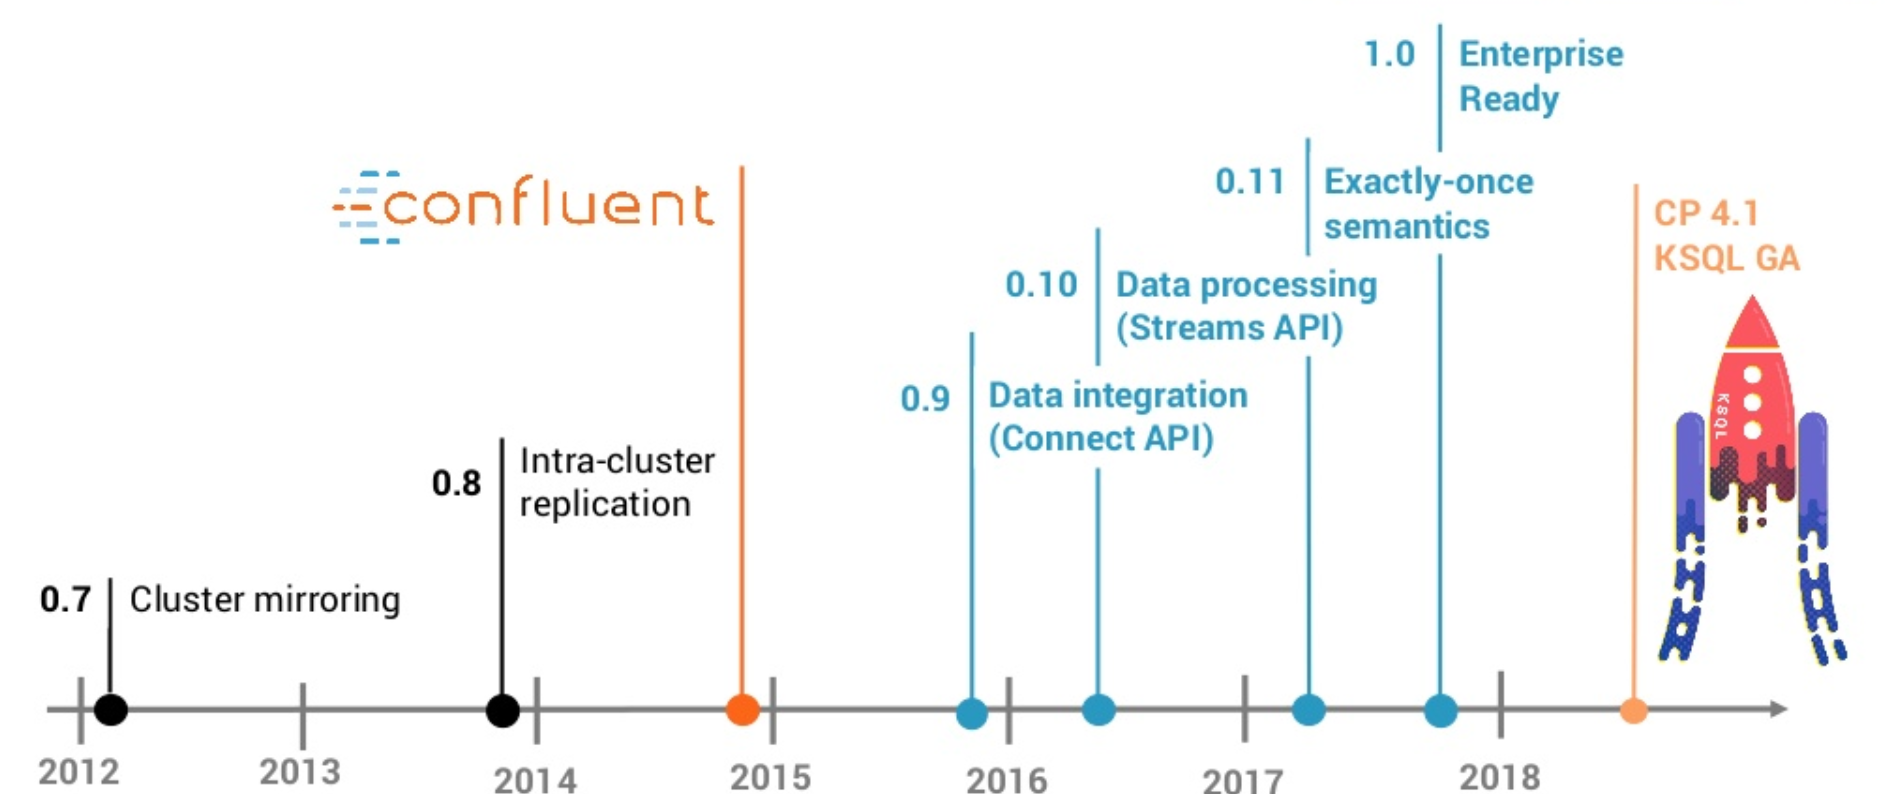 1.0
Enterprise
Ready
confluent
0.11
Exactly-once
semantics
CP 4.1
KSQL GA
0.10
Data processing
(Streams API)
0.9
Data integration
(Connect API)
KSQL
0.8
Intra-cluster
replication
0.7 Cluster mirroring
2012 2013 2014 2015 2016 2017 2018